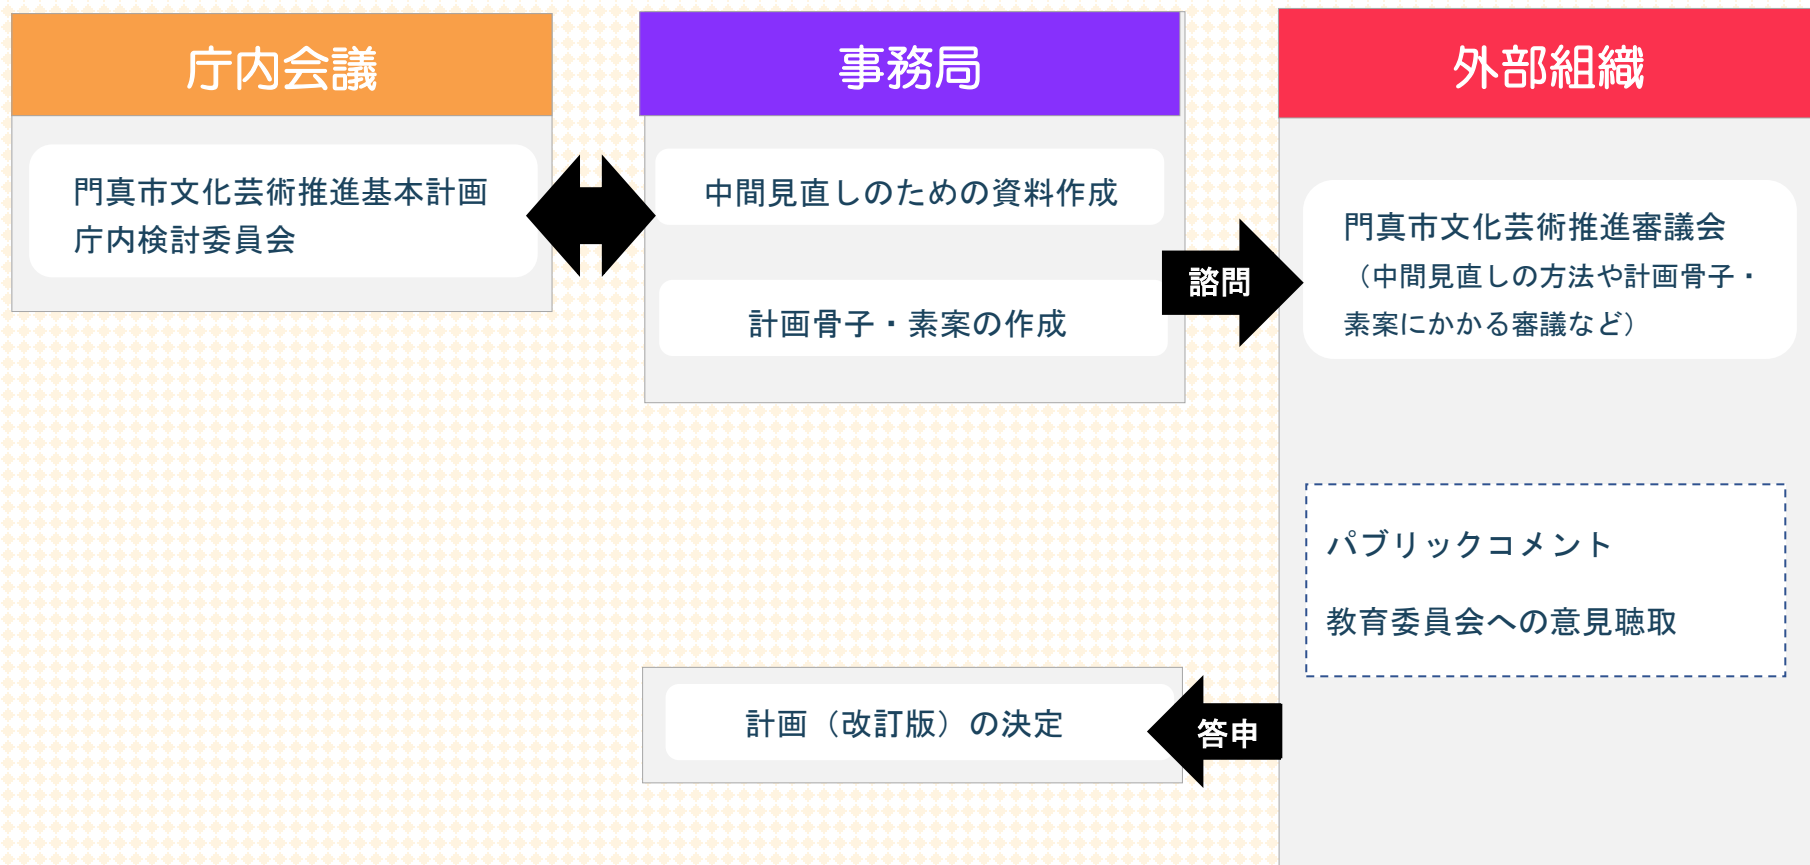 庁内会議
門真市文化芸術推進基本計画
庁内検討委員会
事務局
中間見直しのための資料作成
計画骨子・素案の作成
諮問
外部組織
門真市文化芸術推進審議会
（中間見直しの方法や計画骨子・
素案にかかる審議など）
パブリックコメント
教育委員会への意見聴取
答申
計画（改訂版）の決定